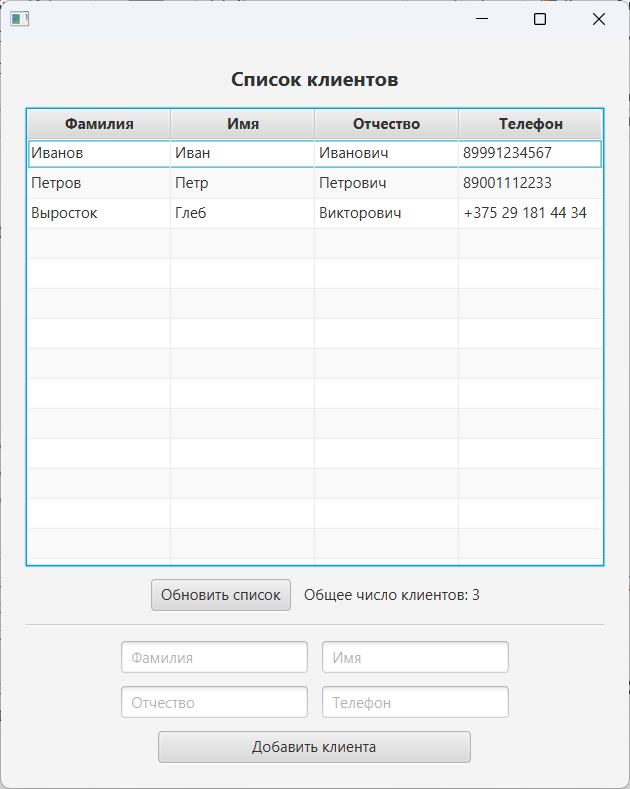 Список клиентов
Фамилия Имя Отчество Телефон
Иванов Иван Иванович 89991234567
Петров Петр Петрович 89001112233
Выросток Глеб Викторович +375 29 181 44 34
Обновить список Общее число клиентов: 3
Фамилия Имя
Отчество Телефон
Добавить клиента